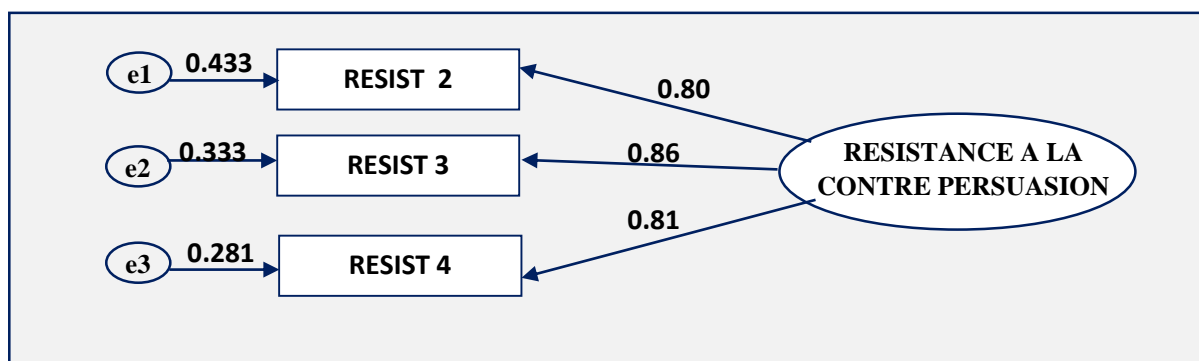 e1 0.433 RESIST 2 0.80
e2 0.333 RESIST 3 0.86 RESISTANCE A LA
CONTRE PERSUASION
e3 0.281 RESIST 4 0.81